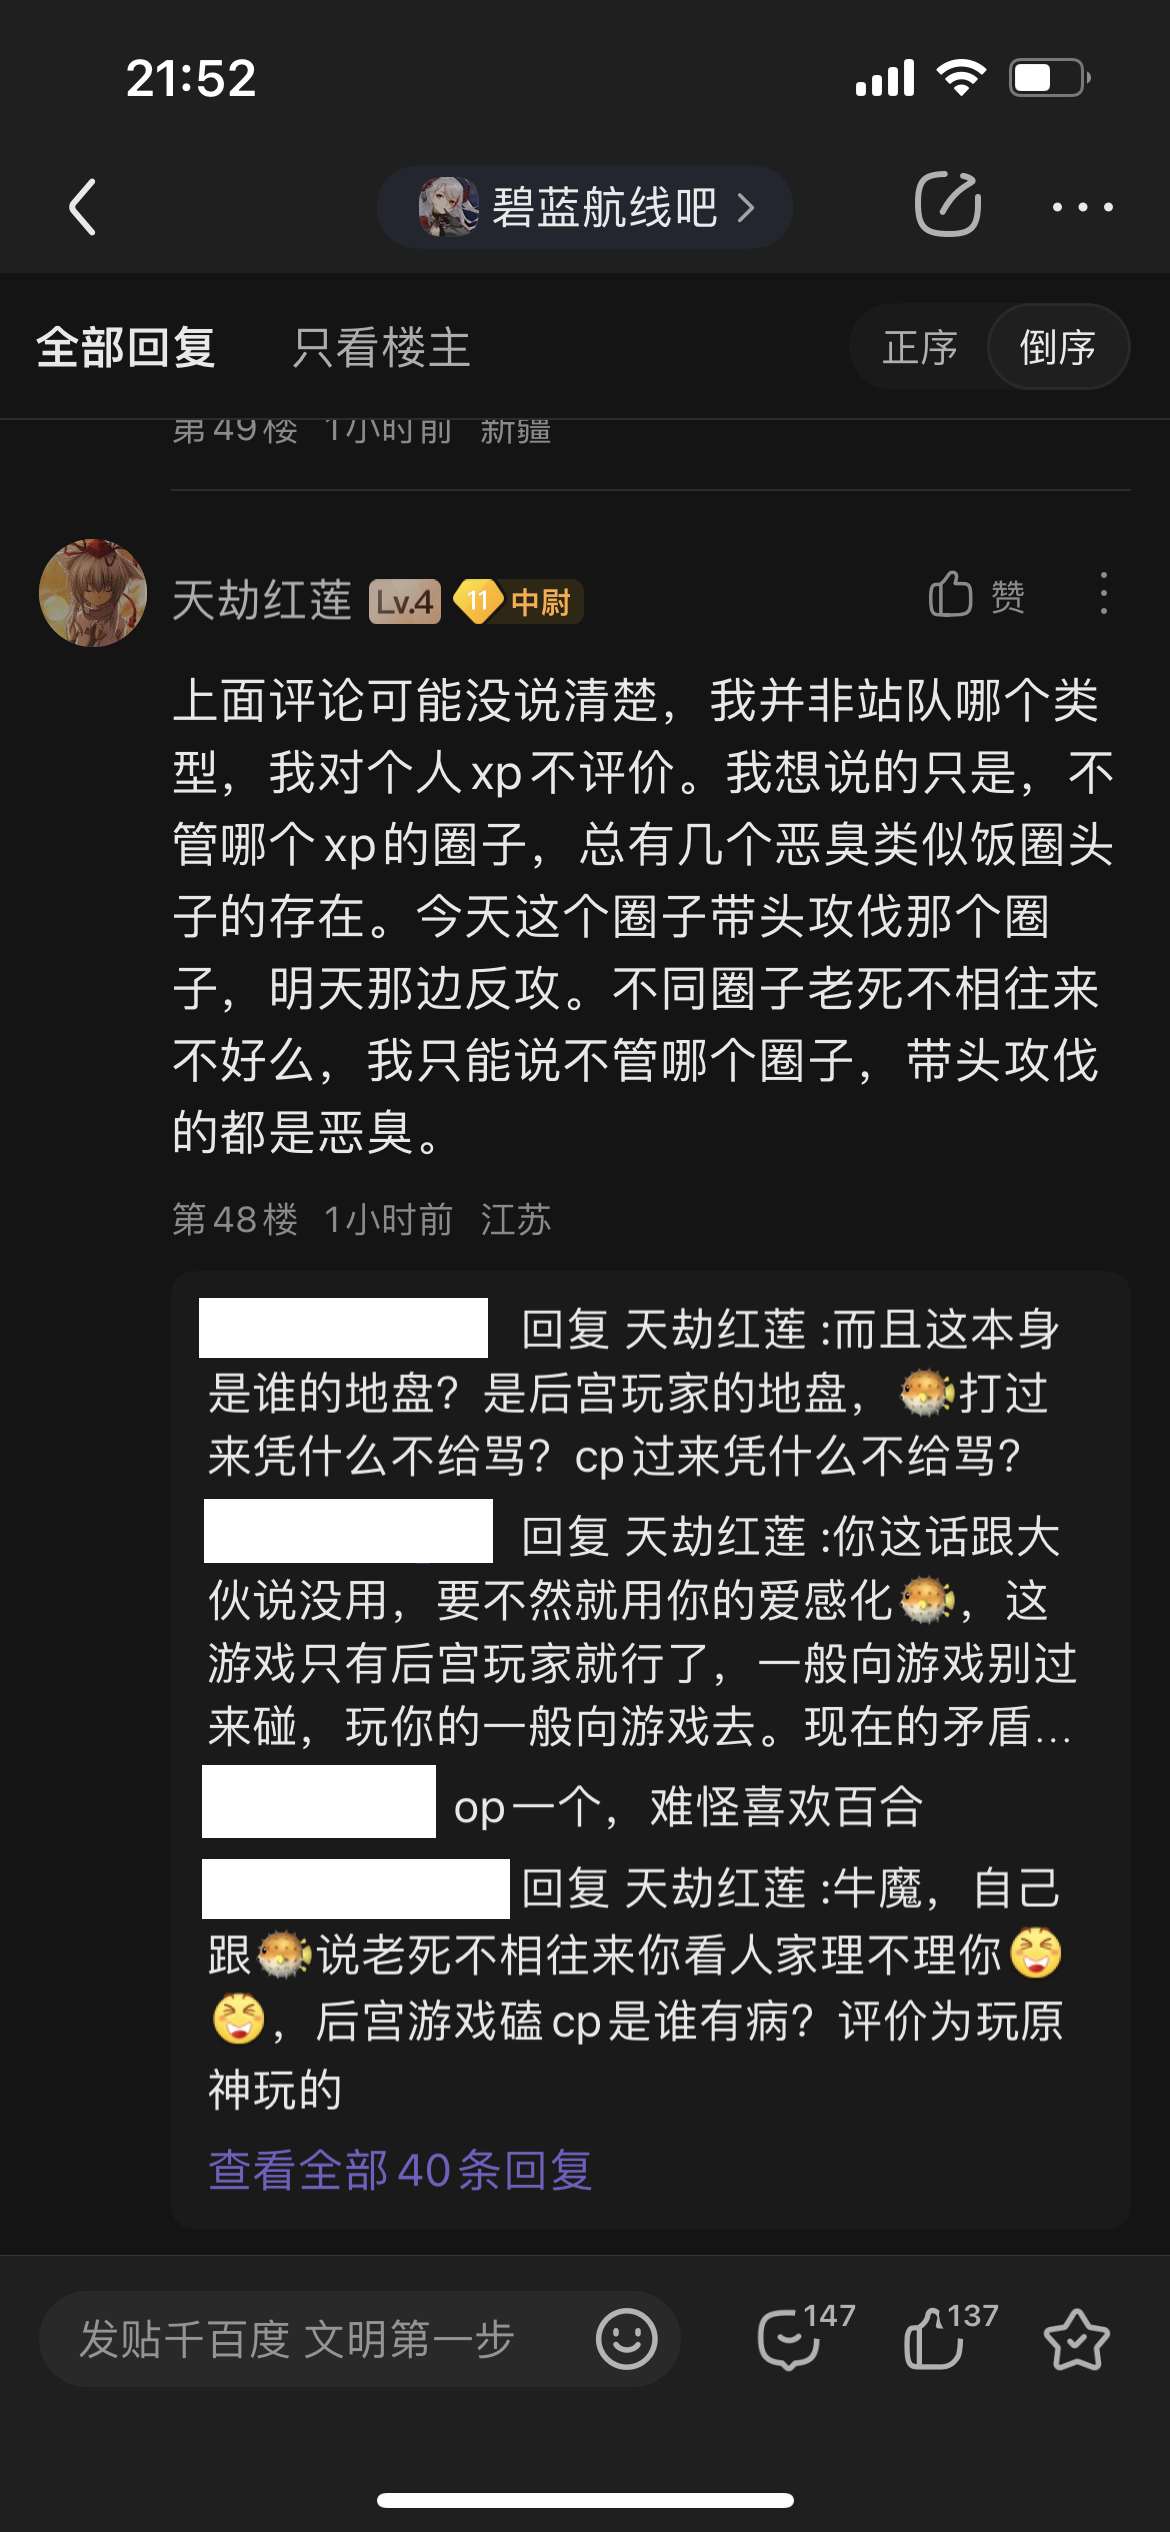 21:52
碧蓝航线吧
全部回复 只看楼主 正序 倒序
第49楼 1小时前 新疆
天劫红莲 Lv.4 11 中尉 赞
上面评论可能没说清楚，我并非站队哪个类
型，我对个人xp不评价。我想说的只是，不
管哪个xp的圈子，总有几个恶臭类似饭圈头
子的存在。今天这个圈子带头攻伐那个圈
子，明天那边反攻。不同圈子老死不相往来
不好么，我只能说不管哪个圈子，带头攻伐
的都是恶臭。
第48楼 1小时前 江苏
回复 天劫红莲 :而且这本身
是谁的地盘？是后宫玩家的地盘，🐡打过
来凭什么不给骂？cp过来凭什么不给骂？
回复 天劫红莲 :你这话跟大
伙说没用，要不然就用你的爱感化🐡，这
游戏只有后宫玩家就行了，一般向游戏别过
来碰，玩你的一般向游戏去。现在的矛盾...
op一个，难怪喜欢百合
回复 天劫红莲 :牛魔，自己
跟🐡说老死不相往来你看人家理不理你😆
😆，后宫游戏磕cp是谁有病？评价为玩原
神玩的
查看全部40条回复
发贴千百度 文明第一步 147 137